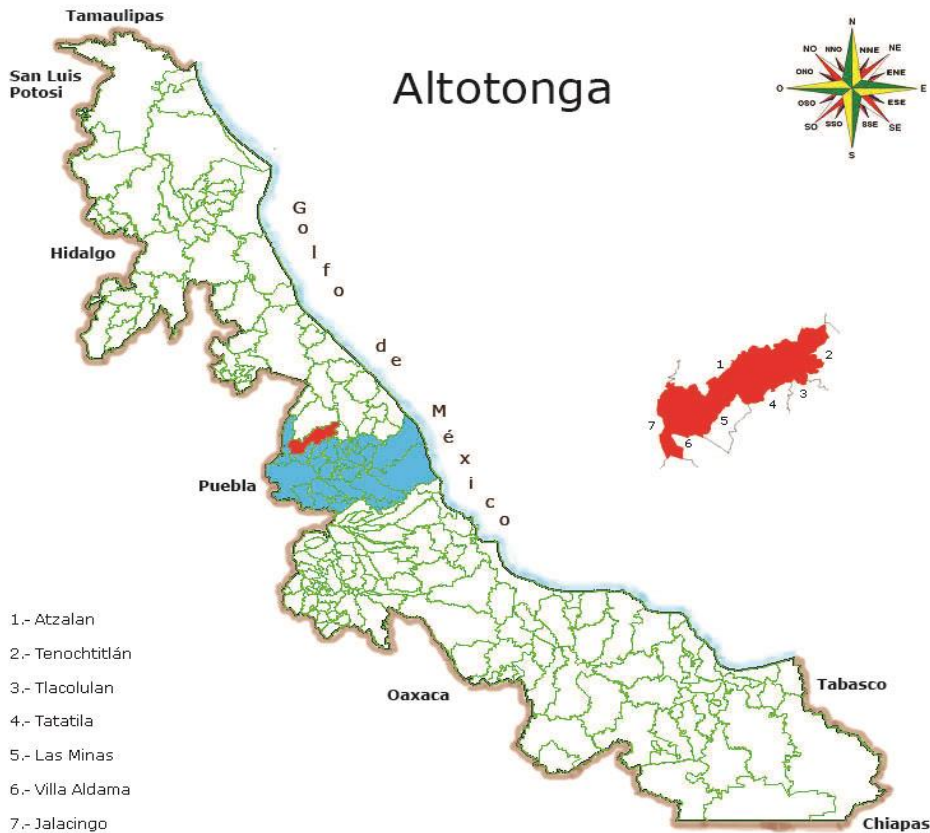 Tamaulipas
San Luis
Potosi
Altotonga
N
NNO
NNE
NO
NE
ONO
ENE
O
E
OSO
ESE
SO
SSO
SSE
SE
S
Hidalgo
Golfo de México
1
2
3
4
5
6
7
Puebla
1.- Atzalan
2.- Tenochtitlán
3.- Tlacolulan
4.- Tatatila
5.- Las Minas
6.- Villa Aldama
7.- Jalacingo
Oaxaca
Tabasco
Chiapas